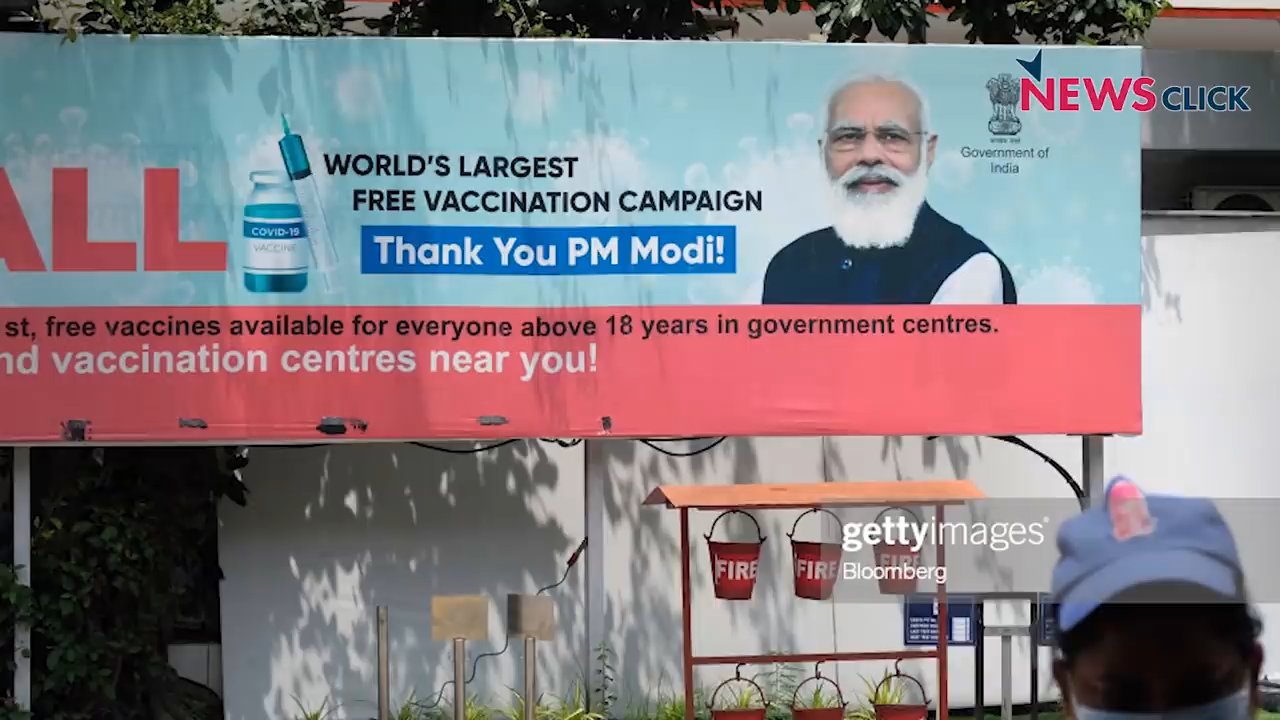 NEWSCLICK
ALL
COVID-19
VACCINE
WORLD'S LARGEST
FREE VACCINATION CAMPAIGN
Thank You PM Modi!
Government of
India
st, free vaccines available for everyone above 18 years in government centres.
nd vaccination centres near you!
gettyimages
Bloomberg
FIRE
FIRE
FIRE